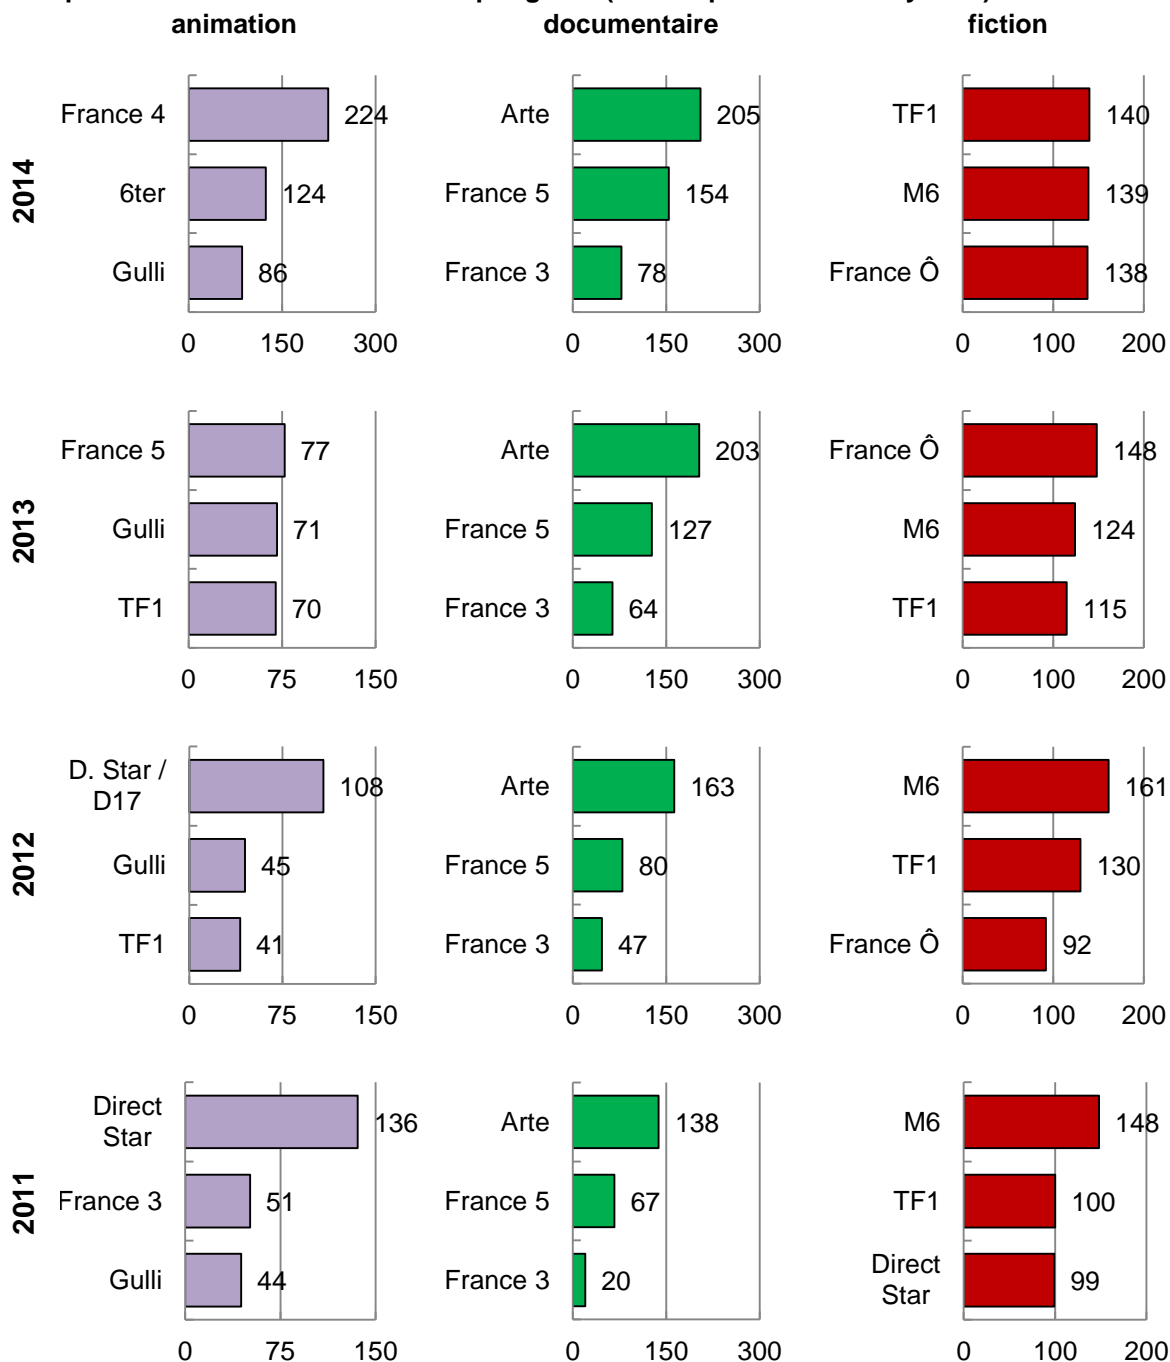 animation
documentaire
fiction
2014
France 4
224
6ter
124
Gulli
86
0 150 300
Arte
205
France 5
154
France 3
78
0 150 300
TF1
140
M6
139
France Ô
138
0 100 200
2013
France 5
77
Gulli
71
TF1
70
0 75 150
Arte
203
France 5
127
France 3
64
0 150 300
France Ô
148
M6
124
TF1
115
0 100 200
2012
D. Star /
D17
108
Gulli
45
TF1
41
0 75 150
Arte
163
France 5
80
France 3
47
0 150 300
M6
161
TF1
130
France Ô
92
0 100 200
2011
Direct
Star
136
France 3
51
Gulli
44
0 75 150
Arte
138
France 5
67
France 3
20
0 150 300
M6
148
TF1
100
Direct
Star
99
0 100 200